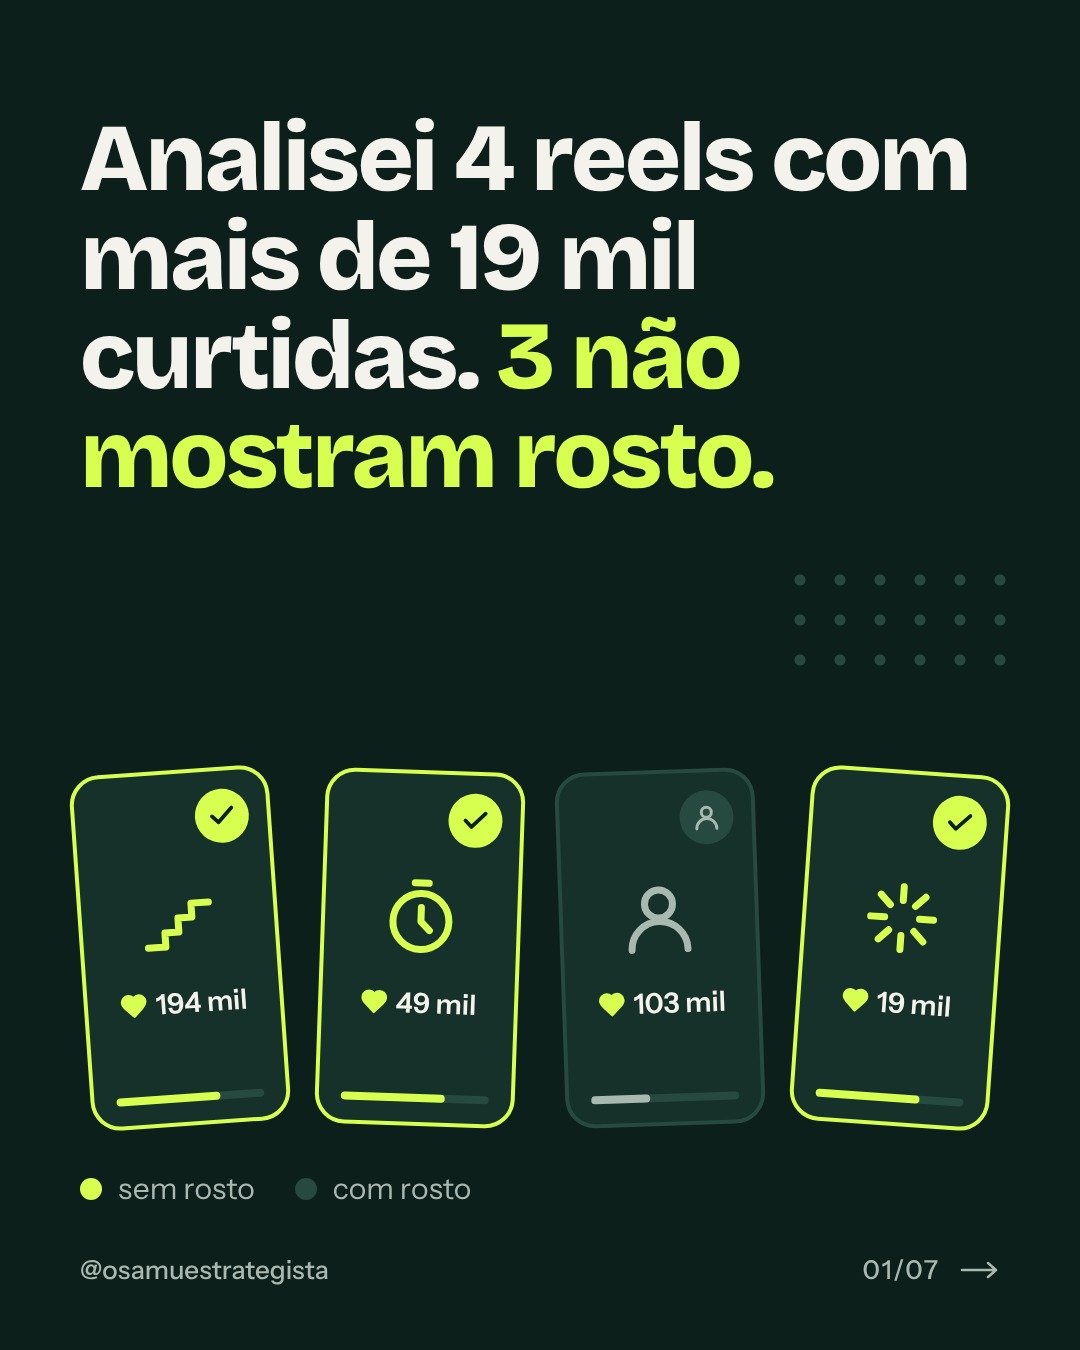 Analisei 4 reels com
mais de 19 mil
curtidas. 3 não
mostram rosto.
194 mil
49 mil
103 mil
19 mil
sem rosto
com rosto
@osamuestrategista
01/07